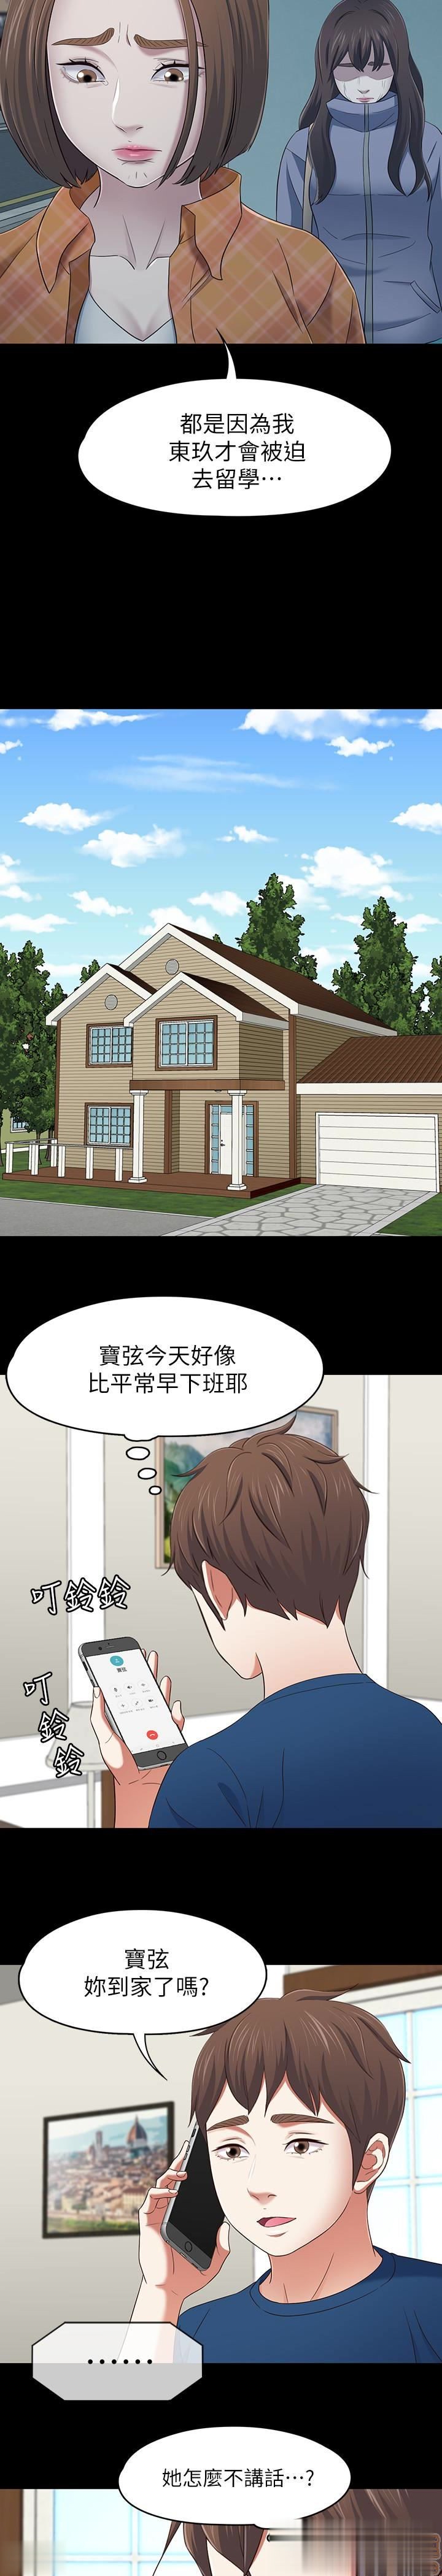 都是因為我
東玖才會被迫
去留學…
寶弦今天好像
比平常早下班耶
叮鈴鈴
叮
鈴
鈴
寶弦
寶弦
妳到家了嗎?
……
她怎麼不講話…?